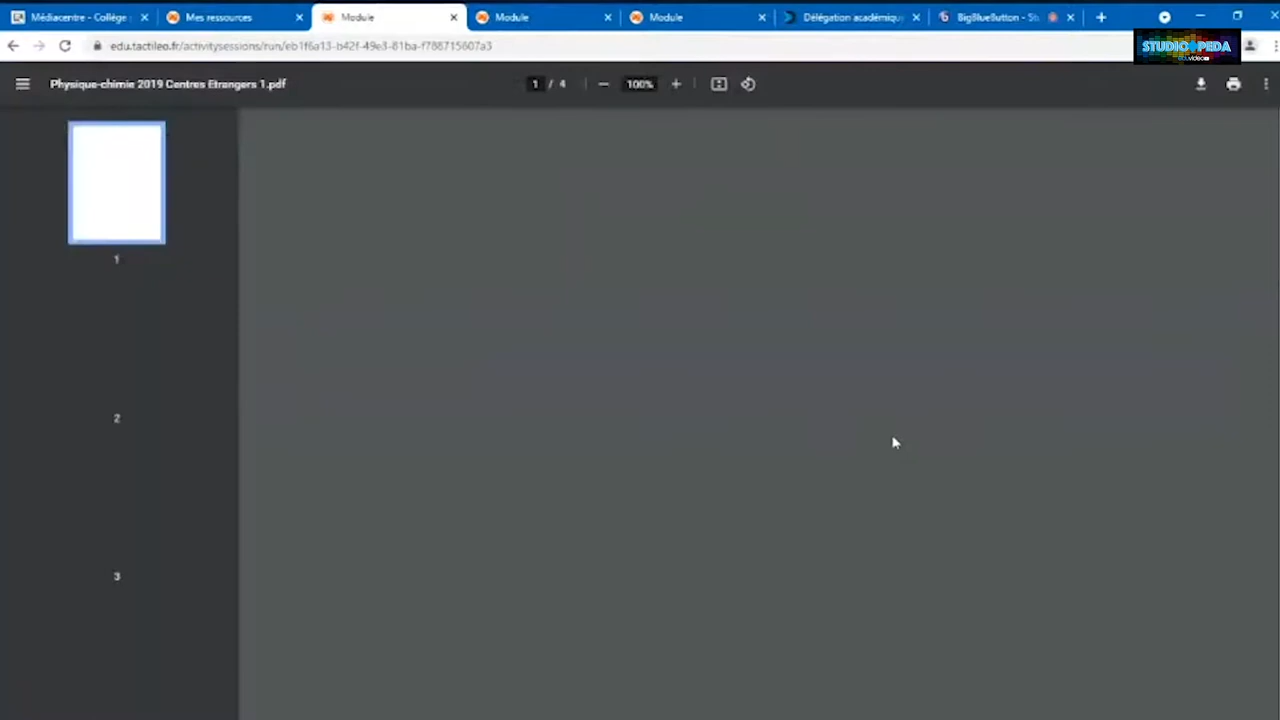 Médiacentre - Collège
Mes ressources
Module
Module
Module
Délégation académiqu
BigBlueButton - St
edu.tactileo.fr/activitysessions/run/eb1f6a13-b42f-49e3-81ba-f788715607a3
STUDIO PEDA
Physique-chimie 2019 Centres Etrangers 1.pdf
1 / 4
100%
1
2
3